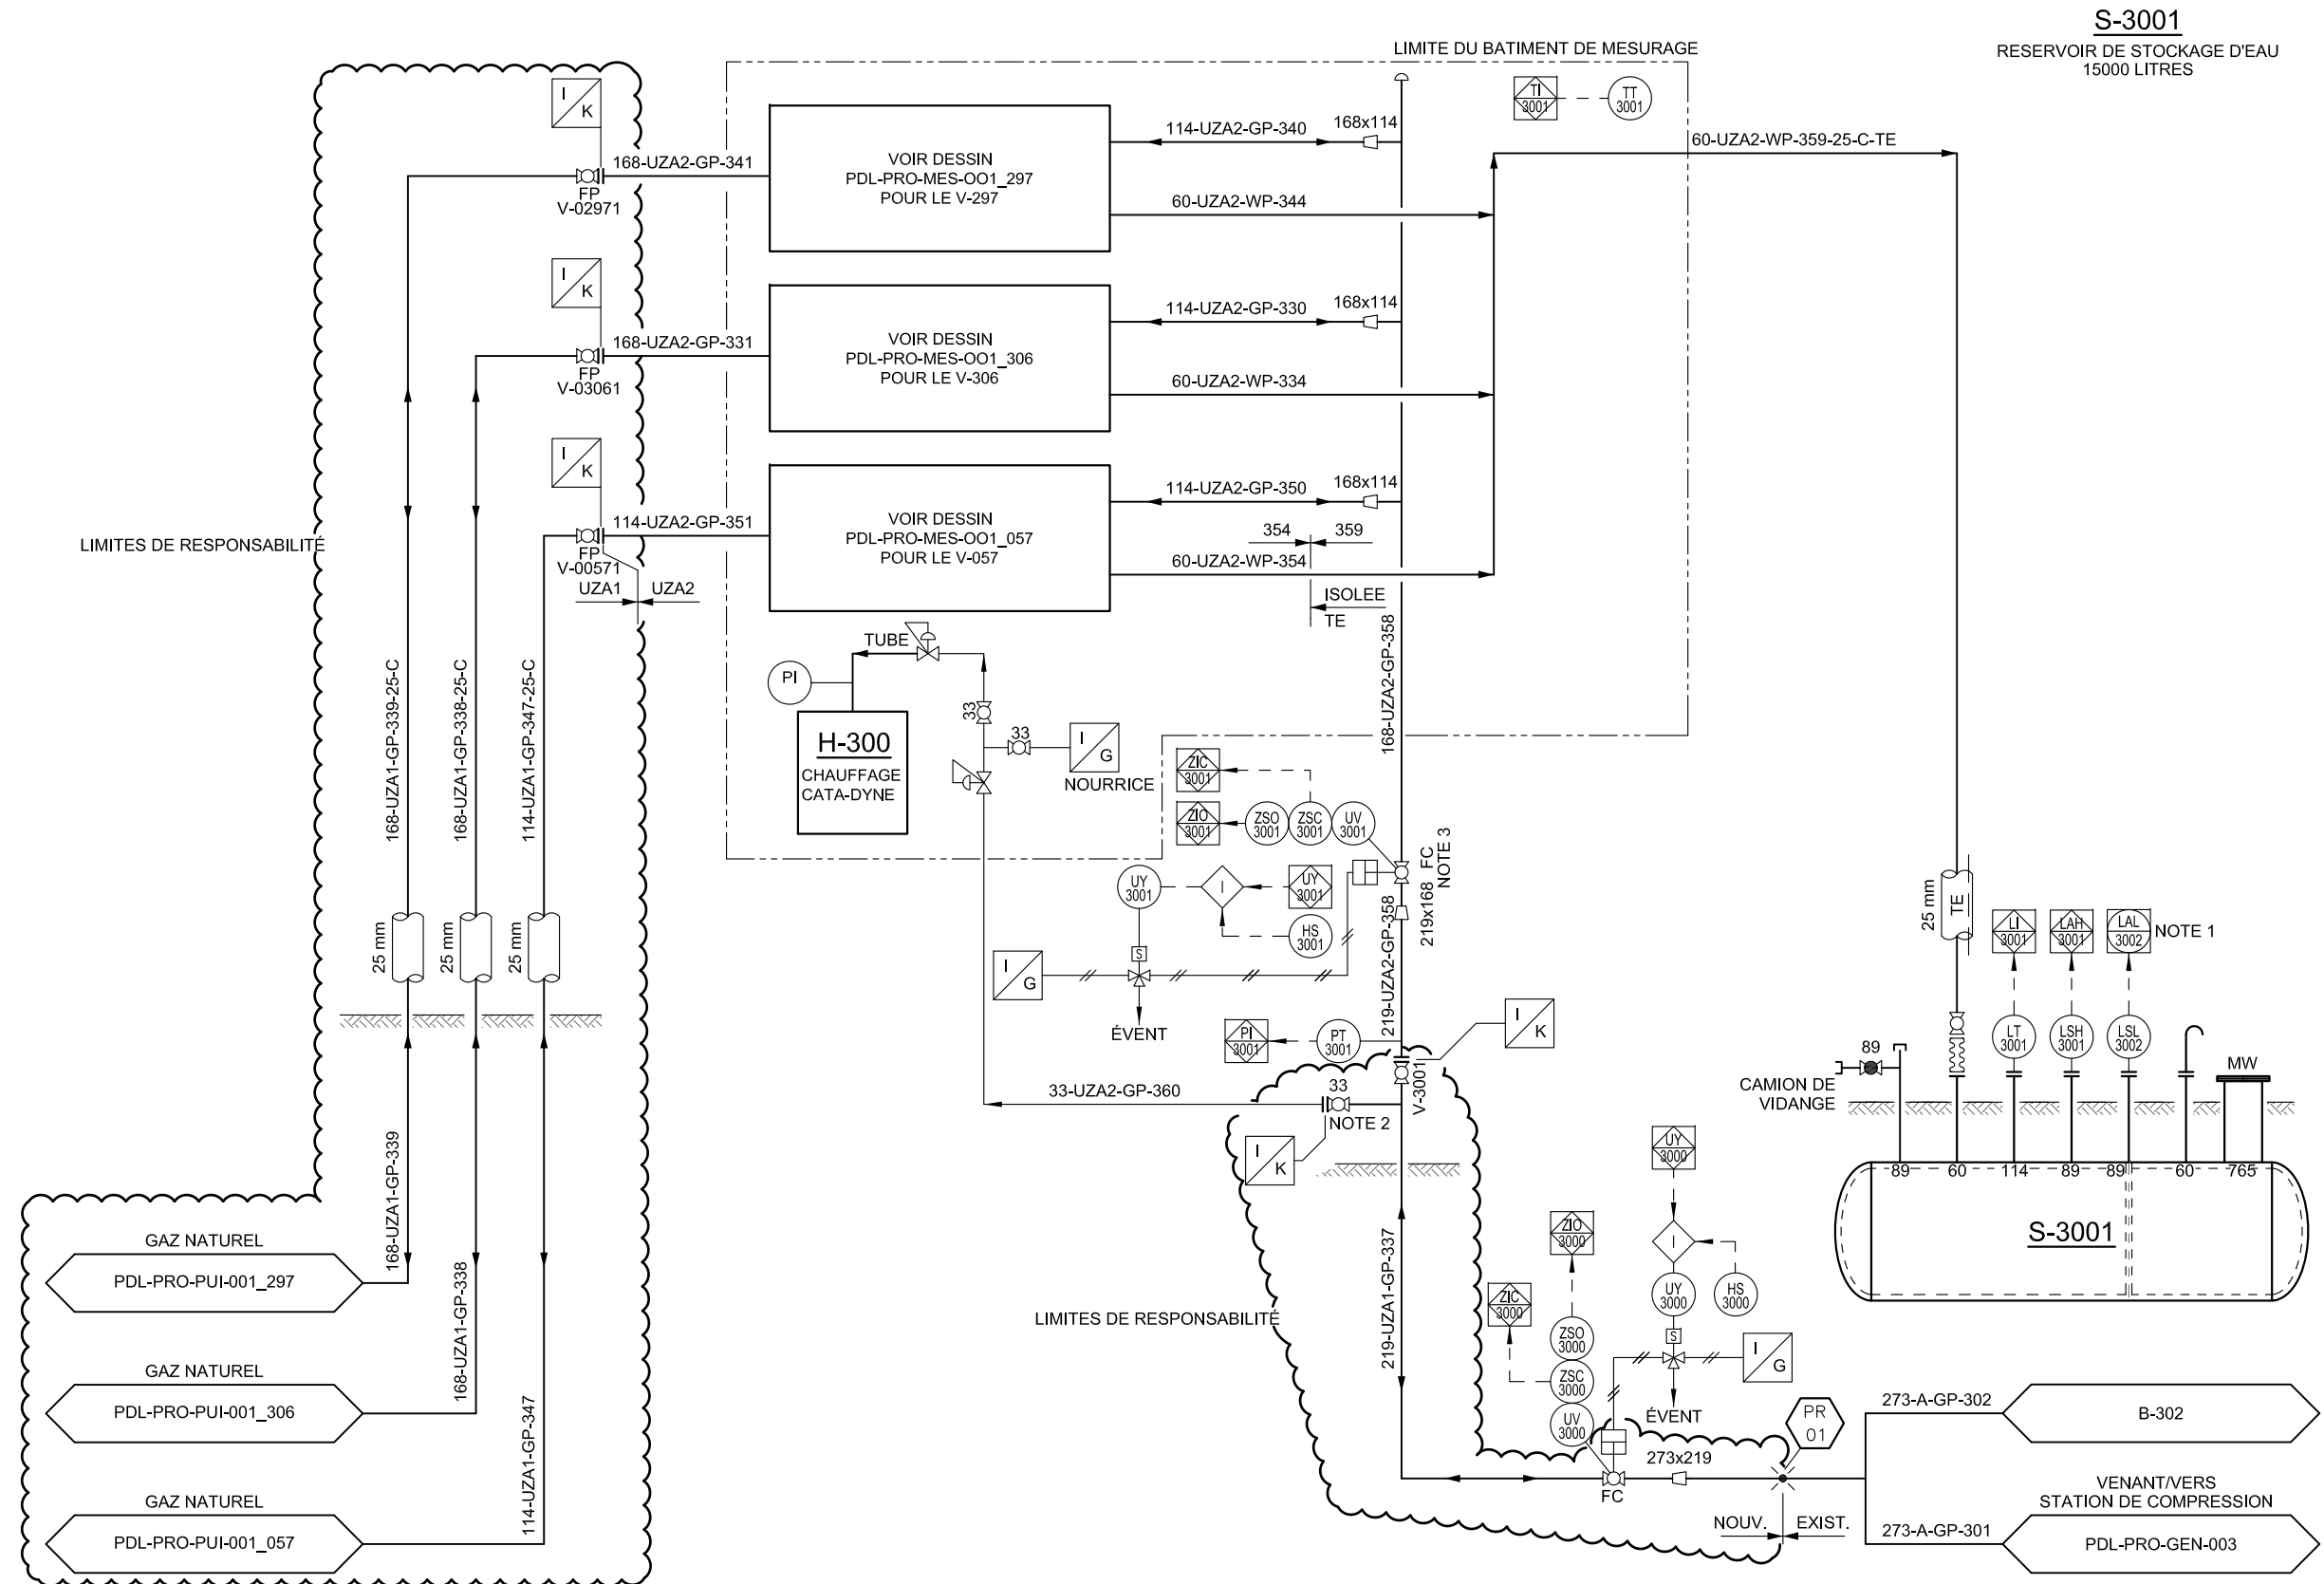 S-3001
RESERVOIR DE STOCKAGE D'EAU
15000 LITRES
LIMITE DU BATIMENT DE MESURAGE
TI
3001
TT
3001
I
K
168-UZA2-GP-341
FP
V-02971
VOIR DESSIN
PDL-PRO-MES-OO1_297
POUR LE V-297
114-UZA2-GP-340
168x114
60-UZA2-WP-344
60-UZA2-WP-359-25-C-TE
I
K
168-UZA2-GP-331
FP
V-03061
VOIR DESSIN
PDL-PRO-MES-OO1_306
POUR LE V-306
114-UZA2-GP-330
168x114
60-UZA2-WP-334
I
K
114-UZA2-GP-351
FP
V-00571
UZA1
UZA2
VOIR DESSIN
PDL-PRO-MES-OO1_057
POUR LE V-057
114-UZA2-GP-350
168x114
354
359
60-UZA2-WP-354
ISOLEE
TE
LIMITES DE RESPONSABILITÉ
168-UZA1-GP-339-25-C
168-UZA1-GP-338-25-C
114-UZA1-GP-347-25-C
25 mm
25 mm
25 mm
TUBE
PI
H-300
CHAUFFAGE
CATA-DYNE
33
33
I
G
NOURRICE
168-UZA2-GP-358
ZIC
3001
ZIO
3001
ZSO
3001
ZSC
3001
UV
3001
FC
NOTE 3
219x168
UY
3001
I
UY
3001
HS
3001
S
I
G
ÉVENT
219-UZA2-GP-358
PI
3001
PT
3001
I
K
V-3001
33-UZA2-GP-360
33
NOTE 2
I
K
25 mm
TE
LI
3001
LAH
3001
LAL
3002
NOTE 1
LT
3001
LSH
3001
LSL
3002
89
CAMION DE
VIDANGE
MW
89
60
114
89
89
60
765
S-3001
168-UZA1-GP-339
168-UZA1-GP-338
114-UZA1-GP-347
GAZ NATUREL
PDL-PRO-PUI-001_297
GAZ NATUREL
PDL-PRO-PUI-001_306
GAZ NATUREL
PDL-PRO-PUI-001_057
219-UZA1-GP-337
LIMITES DE RESPONSABILITÉ
UY
3000
I
ZIO
3000
ZIC
3000
UY
3000
HS
3000
ZSO
3000
ZSC
3000
UV
3000
S
I
G
ÉVENT
FC
273x219
PR
01
NOUV.
EXIST.
273-A-GP-302
B-302
VENANT/VERS
STATION DE COMPRESSION
273-A-GP-301
PDL-PRO-GEN-003